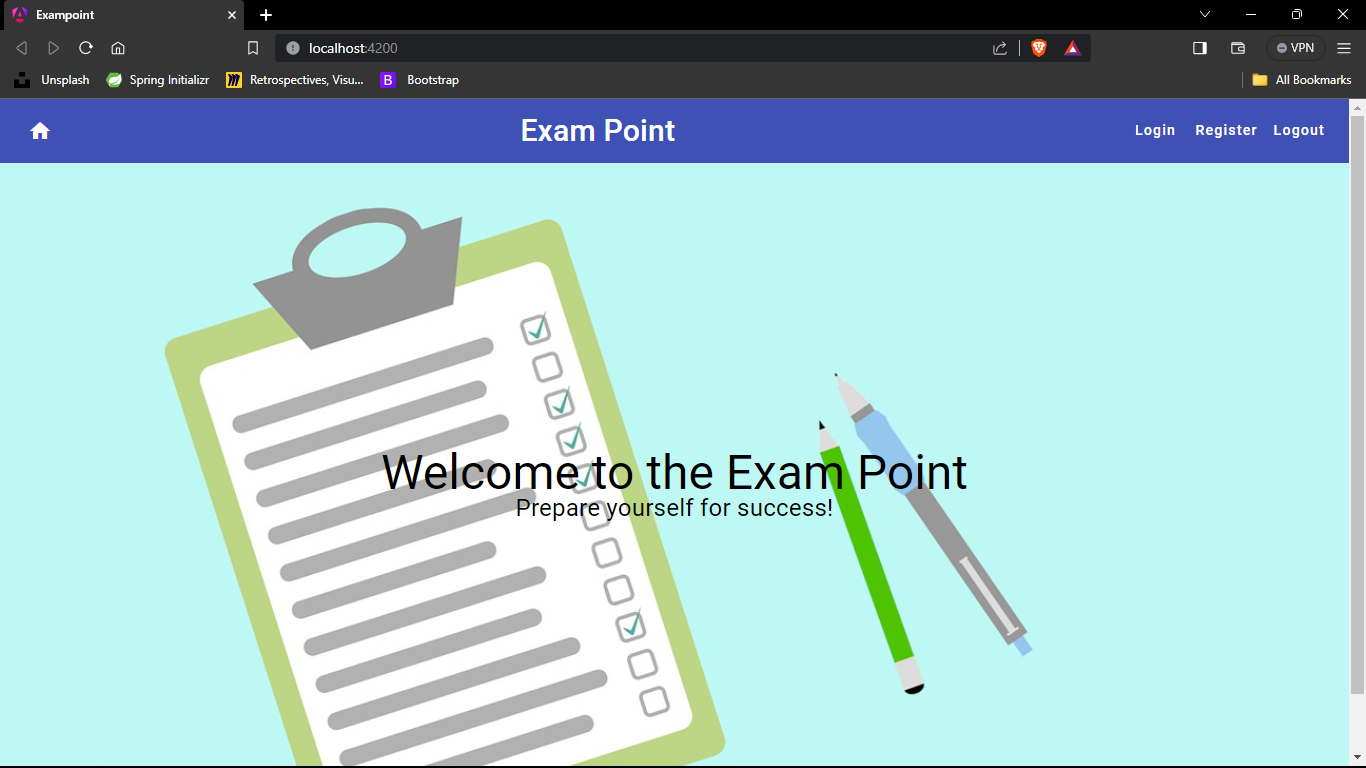 Exampoint
localhost:4200
VPN
Unsplash
Spring Initializr
Retrospectives, Visu...
B
Bootstrap
All Bookmarks
Exam Point
Login
Register
Logout
Welcome to the Exam Point
Prepare yourself for success!